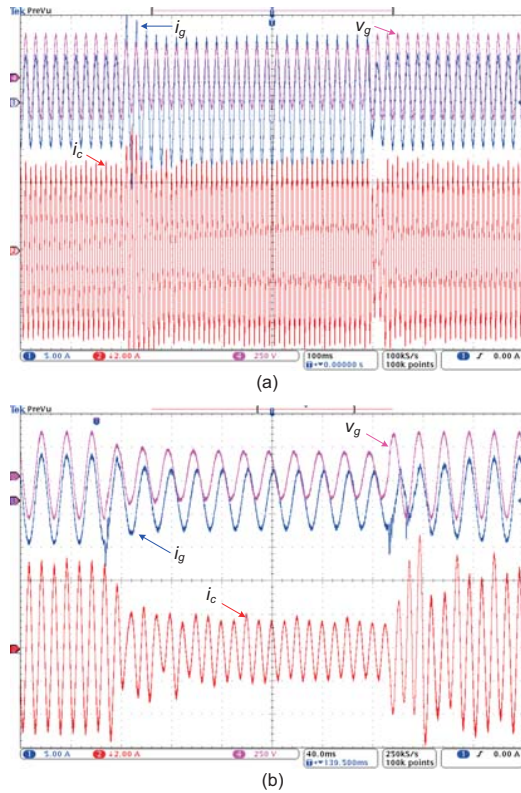 Tek PreVu
i_g
v_g
i_c
1 5.00 A 2 ↓2.00 A 4 250 V 100ms 100kS/s 1 ∫ 0.00 A
0.00000 s 100k points
(a)
Tek PreVu
v_g
i_g
i_c
1 5.00 A 2 ↓2.00 A 4 250 V 40.0ms 250kS/s 1 ∫ 0.00 A
139.500ms 100k points
(b)